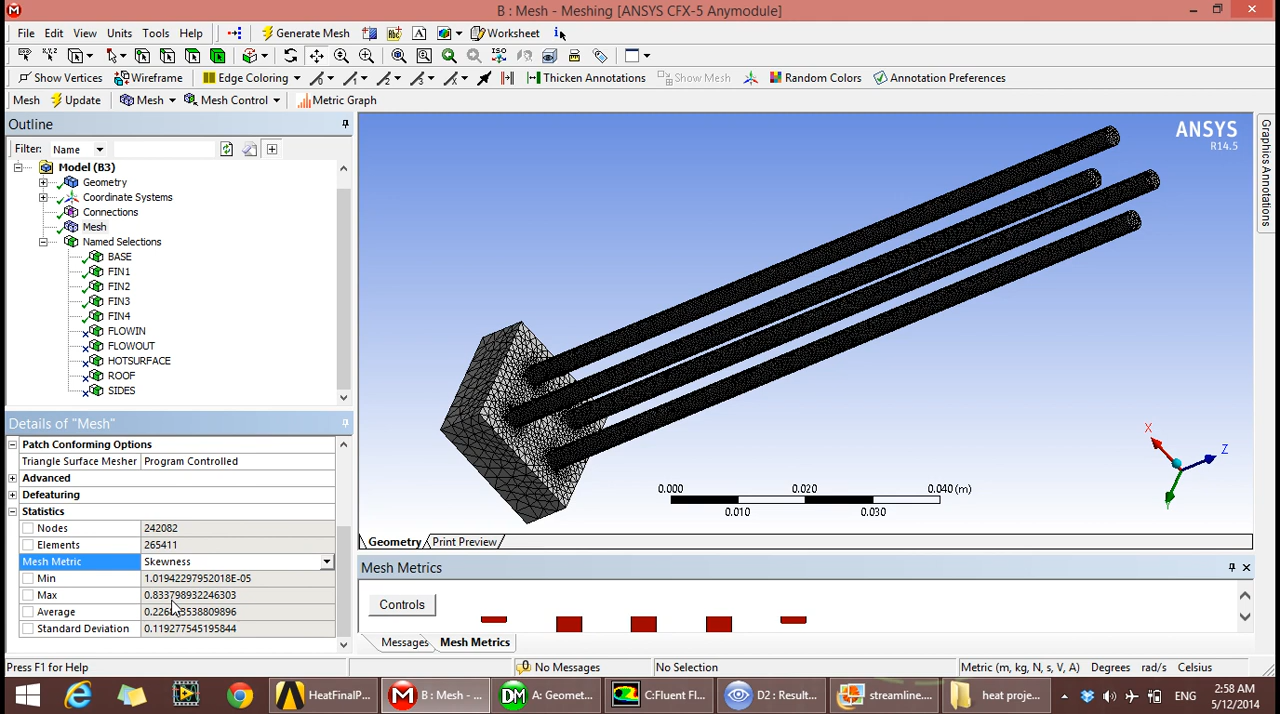 B : Mesh - Meshing [ANSYS CFX-5 Anymodule]
File Edit View Units Tools Help Generate Mesh A Worksheet i
ISO
Show Vertices Wireframe Edge Coloring Thicken Annotations Show Mesh Random Colors Annotation Preferences
Mesh Update Mesh Mesh Control Metric Graph
Outline
Filter: Name
Model (B3)
Geometry
Coordinate Systems
Connections
Mesh
Named Selections
BASE
FIN1
FIN2
FIN3
FIN4
FLOWIN
FLOWOUT
HOTSURFACE
ROOF
SIDES
Details of "Mesh"
Patch Conforming Options
Triangle Surface Mesher Program Controlled
Advanced
Defeaturing
Statistics
Nodes 242082
Elements 265411
Mesh Metric Skewness
Min 1.01942297952018E-05
Max 0.833798932246303
Average
Standard Deviation 0.119277545195844
ANSYS
R14.5
X
Z
0.000 0.020 0.040 (m)
0.010 0.030
Geometry Print Preview
Mesh Metrics
Controls
Messages Mesh Metrics
Graphics Annotations
Press F1 for Help 0 No Messages No Selection Metric (m, kg, N, s, V, A) Degrees rad/s Celsius
HeatFinalP... M B : Mesh - ... DM A: Geomet... C:Fluent Fl... D2 : Result... streamline... heat proje... ENG 2:58 AM
5/12/2014